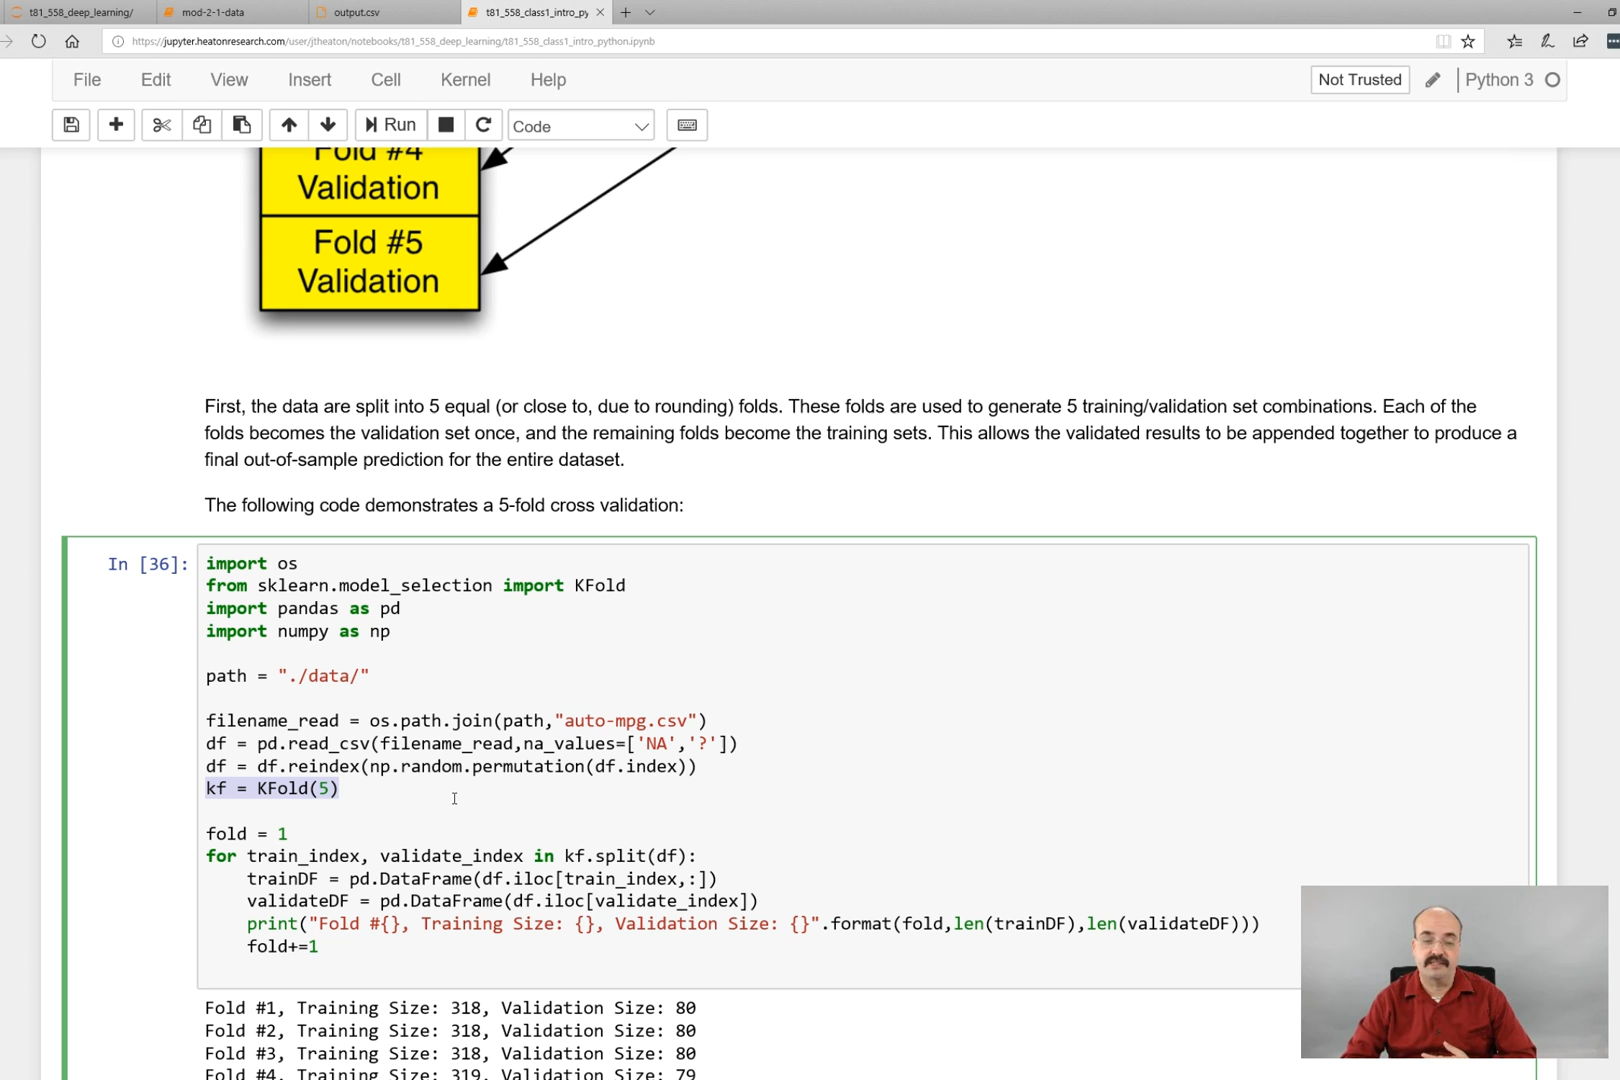 t81_558_deep_learning/
mod-2-1-data
output.csv
t81_558_class1_intro_py
https://jupyter.heatonresearch.com/user/jtheaton/notebooks/t81_558_deep_learning/t81_558_class1_intro_python.ipynb
File Edit View Insert Cell Kernel Help
Not Trusted
Python 3
Run
Code
Fold #4
Validation
Fold #5
Validation
First, the data are split into 5 equal (or close to, due to rounding) folds. These folds are used to generate 5 training/validation set combinations. Each of the
folds becomes the validation set once, and the remaining folds become the training sets. This allows the validated results to be appended together to produce a
final out-of-sample prediction for the entire dataset.
The following code demonstrates a 5-fold cross validation:
In [36]:
import os
from sklearn.model_selection import KFold
import pandas as pd
import numpy as np
path = "./data/"
filename_read = os.path.join(path,"auto-mpg.csv")
df = pd.read_csv(filename_read,na_values=['NA','?'])
df = df.reindex(np.random.permutation(df.index))
kf = KFold(5)
fold = 1
for train_index, validate_index in kf.split(df):
    trainDF = pd.DataFrame(df.iloc[train_index,:])
    validateDF = pd.DataFrame(df.iloc[validate_index])
    print("Fold #{}, Training Size: {}, Validation Size: {}".format(fold,len(trainDF),len(validateDF)))
    fold+=1
Fold #1, Training Size: 318, Validation Size: 80
Fold #2, Training Size: 318, Validation Size: 80
Fold #3, Training Size: 318, Validation Size: 80
Fold #4, Training Size: 319, Validation Size: 79